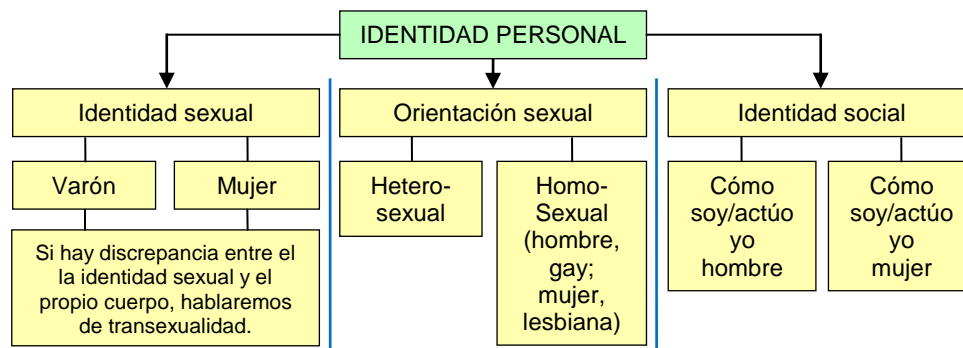 IDENTIDAD PERSONAL
Identidad sexual
Orientación sexual
Identidad social
Varón
Mujer
Si hay discrepancia entre el
la identidad sexual y el
propio cuerpo, hablaremos
de transexualidad.
Hetero-
sexual
Homo-
Sexual
(hombre,
gay;
mujer,
lesbiana)
Cómo
soy/actúo
yo
hombre
Cómo
soy/actúo
yo
mujer